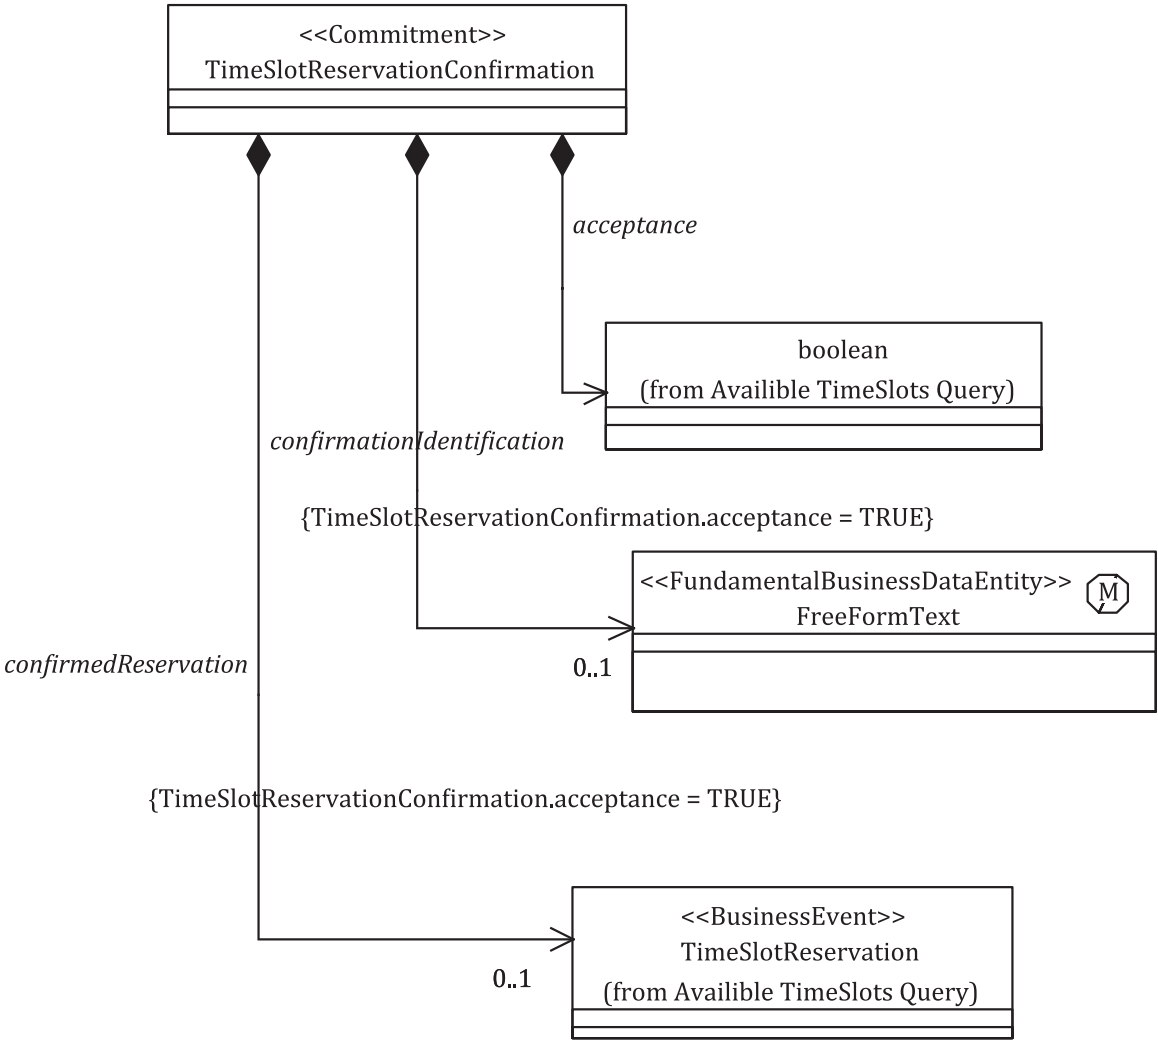 <<Commitment>>
TimeSlotReservationConfirmation
acceptance
boolean
(from Availible TimeSlots Query)
confirmationIdentification
{TimeSlotReservationConfirmation.acceptance = TRUE}
<<FundamentalBusinessDataEntity>>
M
FreeFormText
0..1
confirmedReservation
{TimeSlotReservationConfirmation.acceptance = TRUE}
<<BusinessEvent>>
TimeSlotReservation
(from Availible TimeSlots Query)
0..1